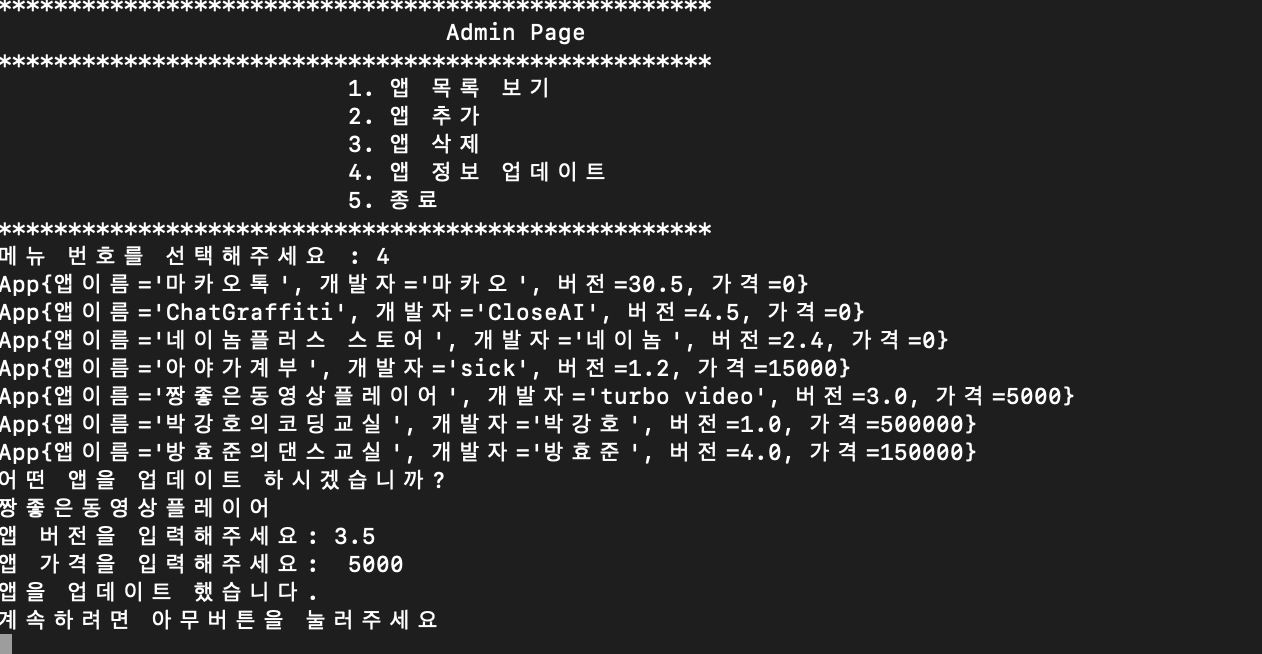 ***************************************************
Admin Page
***************************************************
1. 앱 목록 보기
2. 앱 추가
3. 앱 삭제
4. 앱 정보 업데이트
5. 종료
***************************************************
메뉴 번호를 선택해주세요 : 4
App{앱이름='마카오톡', 개발자='마카오', 버전=30.5, 가격=0}
App{앱이름='ChatGraffiti', 개발자='CloseAI', 버전=4.5, 가격=0}
App{앱이름='네이놈플러스 스토어', 개발자='네이놈', 버전=2.4, 가격=0}
App{앱이름='아야가계부', 개발자='sick', 버전=1.2, 가격=15000}
App{앱이름='짱좋은동영상플레이어', 개발자='turbo video', 버전=3.0, 가격=5000}
App{앱이름='박강호의코딩교실', 개발자='박강호', 버전=1.0, 가격=500000}
App{앱이름='방효준의댄스교실', 개발자='방효준', 버전=4.0, 가격=150000}
어떤 앱을 업데이트 하시겠습니까?
짱좋은동영상플레이어
앱 버전을 입력해주세요: 3.5
앱 가격을 입력해주세요:  5000
앱을 업데이트 했습니다.
계속하려면 아무버튼을 눌러주세요